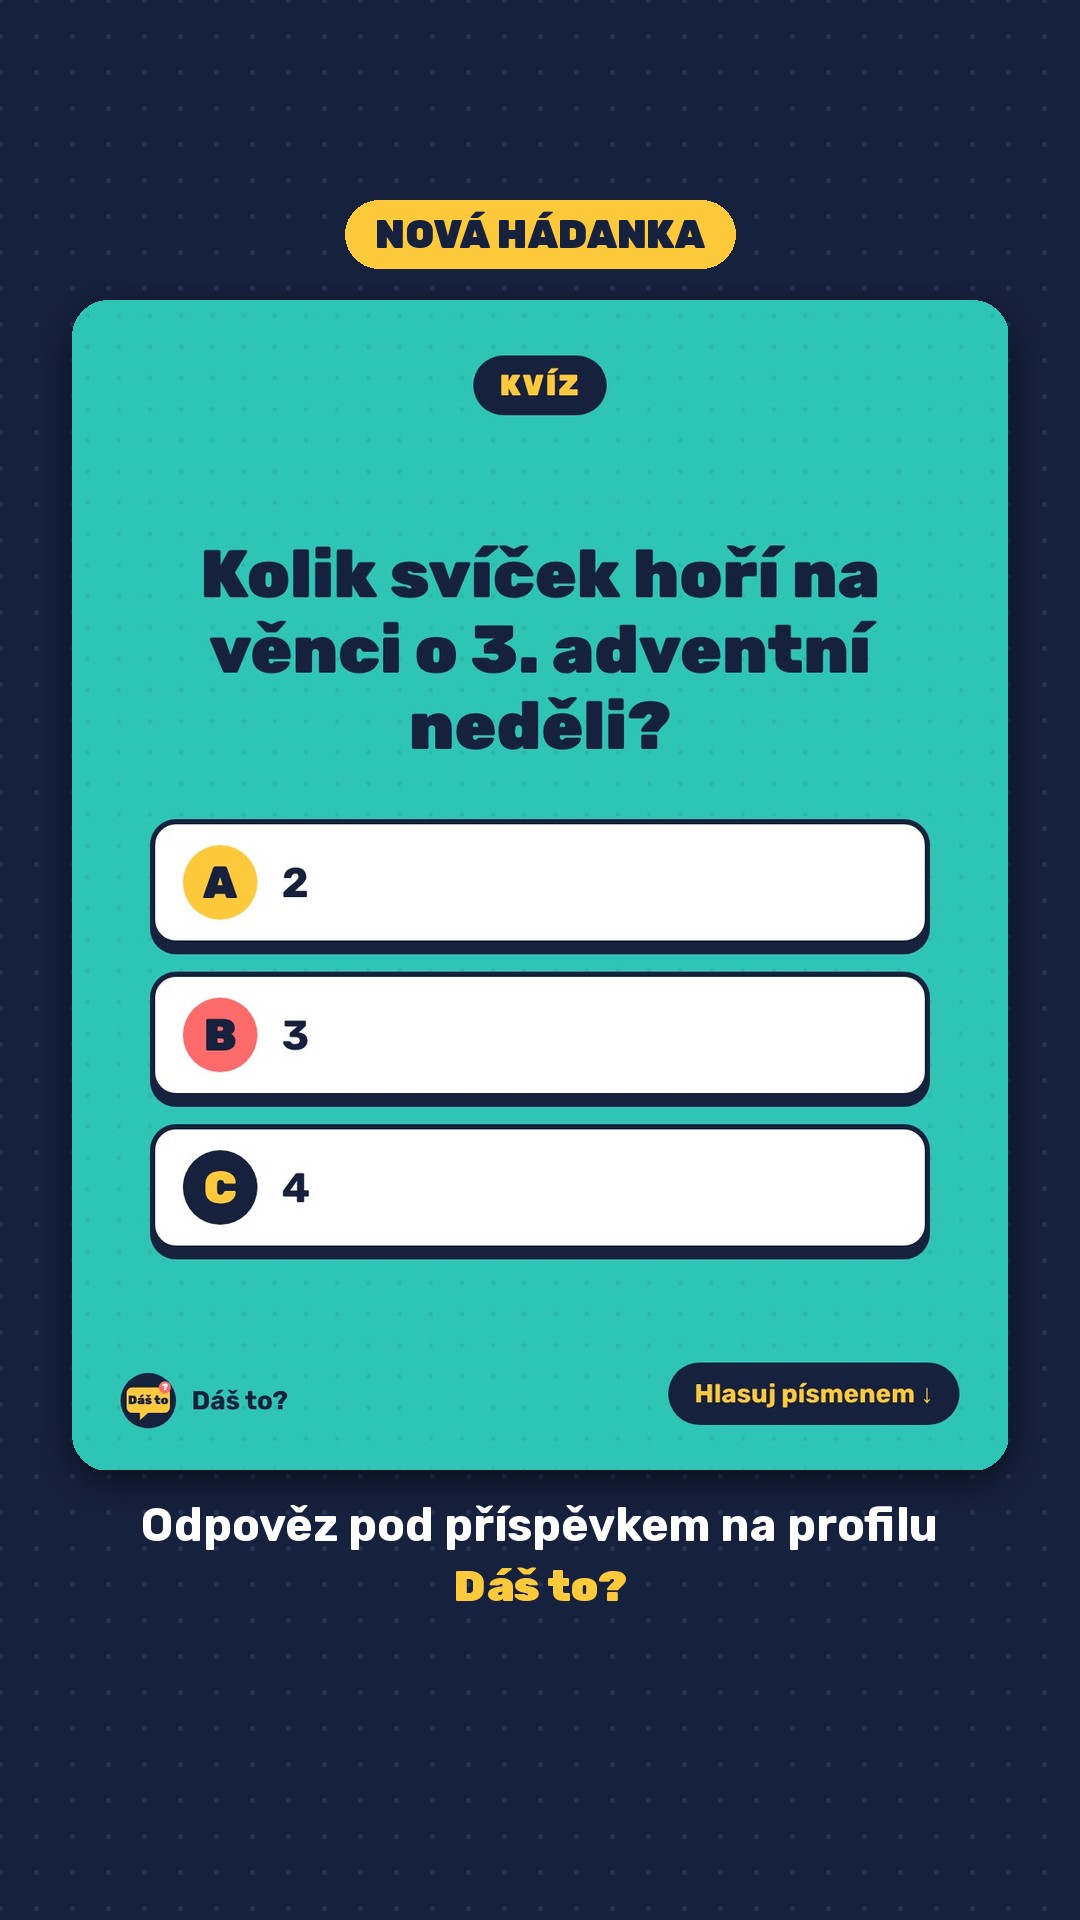 NOVÁ HÁDANKA
KVÍZ
Kolik svíček hoří na
věnci o 3. adventní
neděli?
A 2
B 3
C 4
Dáš to ?
Dáš to?
Hlasuj písmenem ↓
Odpověz pod příspěvkem na profilu
Dáš to?